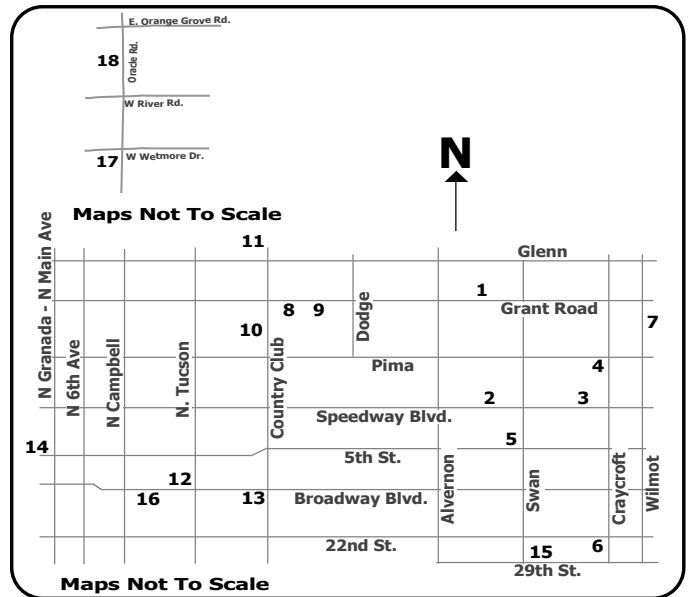 E. Orange Grove Rd.
18
Oracle Rd.
W River Rd.
17
W Wetmore Dr.
N
Maps Not To Scale
11
Glenn
N Granada - N Main Ave
1
8 9
Grant Road
10
7
Dodge
N 6th Ave
N Campbell
N. Tucson
Country Club
Pima
4
2
3
Speedway Blvd.
5
14
5th St.
12
16
13
Broadway Blvd.
Alvernon
Swan
Craycroft
Wilmot
22nd St.
15
6
29th St.
Maps Not To Scale